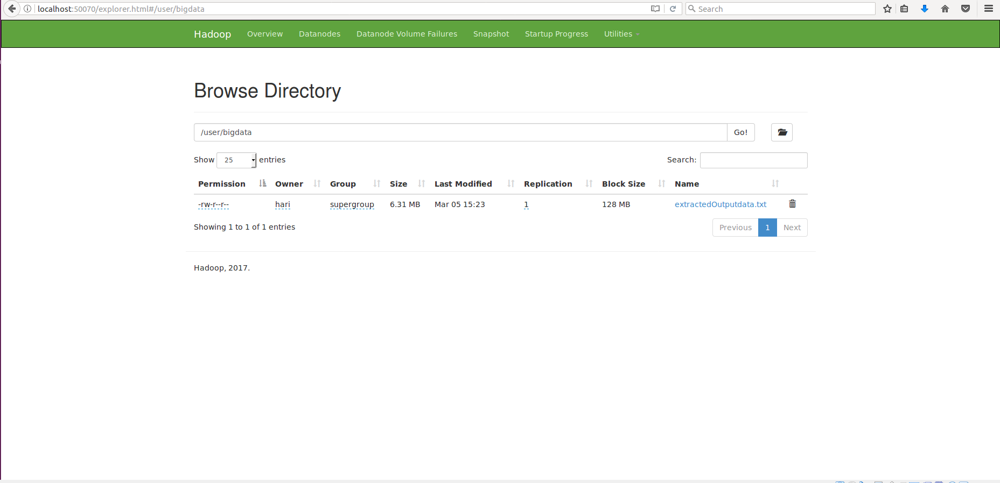 localhost:50070/explorer.html#/user/bigdata Search
Hadoop Overview Datanodes Datanode Volume Failures Snapshot Startup Progress Utilities
Browse Directory
/user/bigdata Go!
Show 25 entries Search:
Permission Owner Group Size Last Modified Replication Block Size Name
-rw-r--r-- hari supergroup 6.31 MB Mar 05 15:23 1 128 MB extractedOutputdata.txt
Showing 1 to 1 of 1 entries Previous 1 Next
Hadoop, 2017.